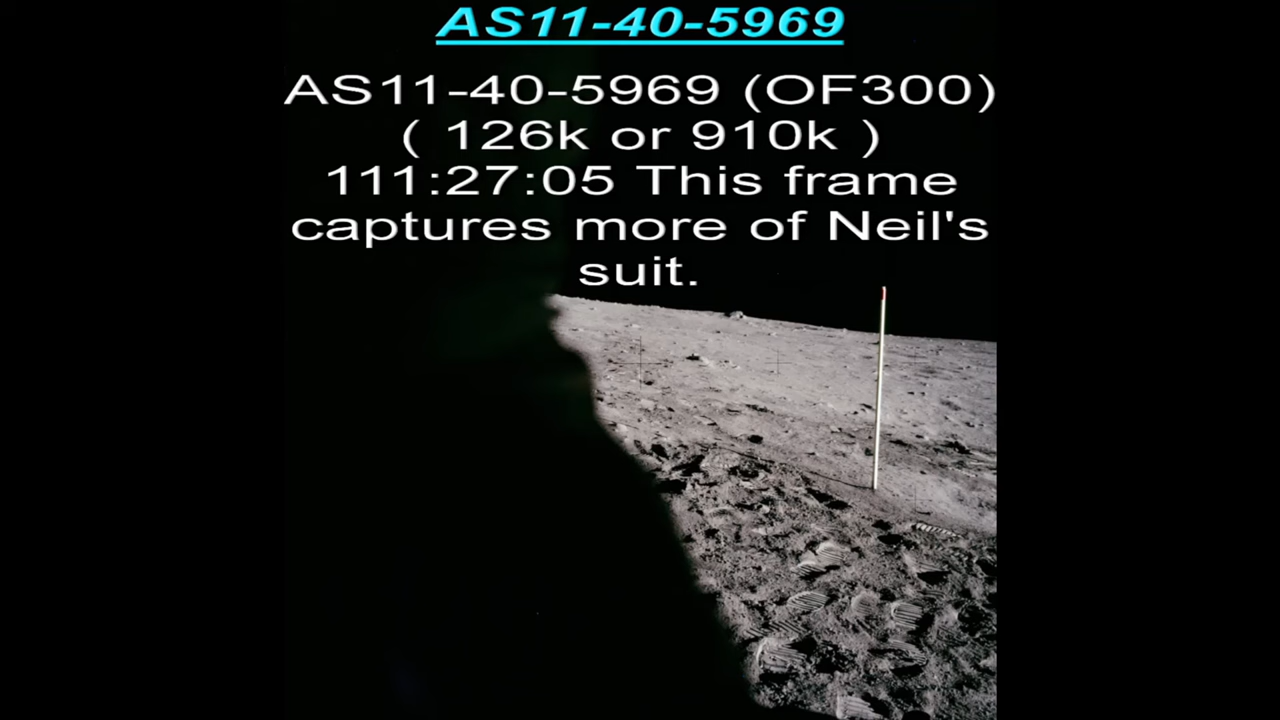 AS11-40-5969
AS11-40-5969 (OF300)
( 126k or 910k )
111:27:05 This frame
captures more of Neil's
suit.